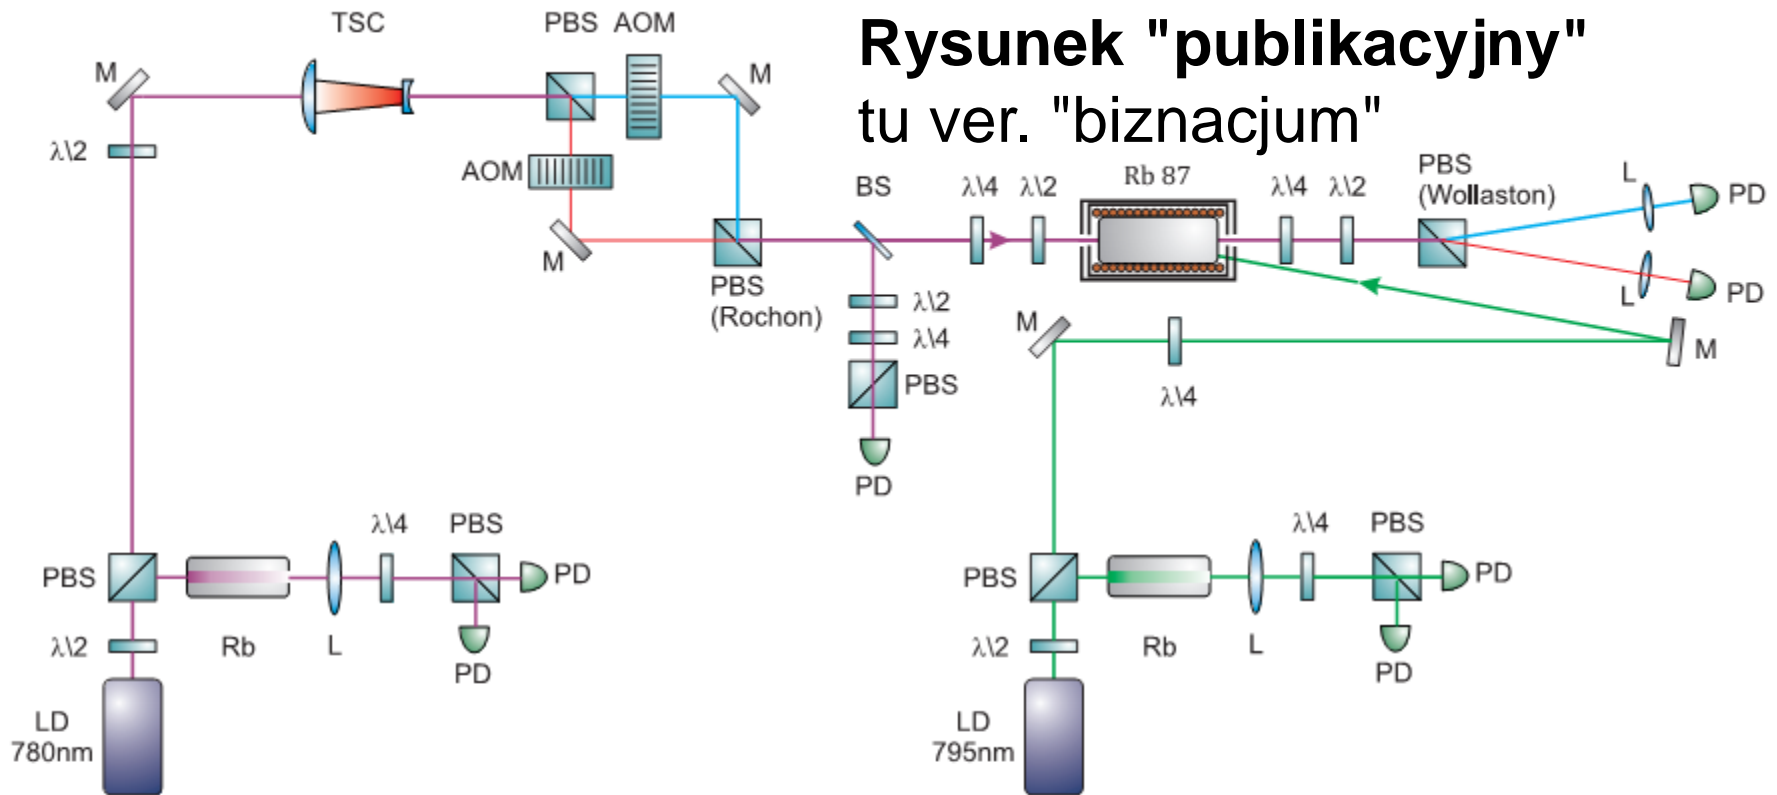 TSC
PBS AOM
Rysunek "publikacyjny"
tu ver. "biznacjum"
M
M
λ\2
AOM
BS
λ\4
λ\2
Rb 87
λ\4
λ\2
PBS
(Wollaston)
L
PD
M
PBS
(Rochon)
λ\2
λ\4
PBS
PD
L
PD
M
M
λ\4
PBS
λ\2
LD
780nm
Rb
L
λ\4
PBS
PD
PD
PBS
λ\2
LD
795nm
Rb
L
λ\4
PBS
PD
PD